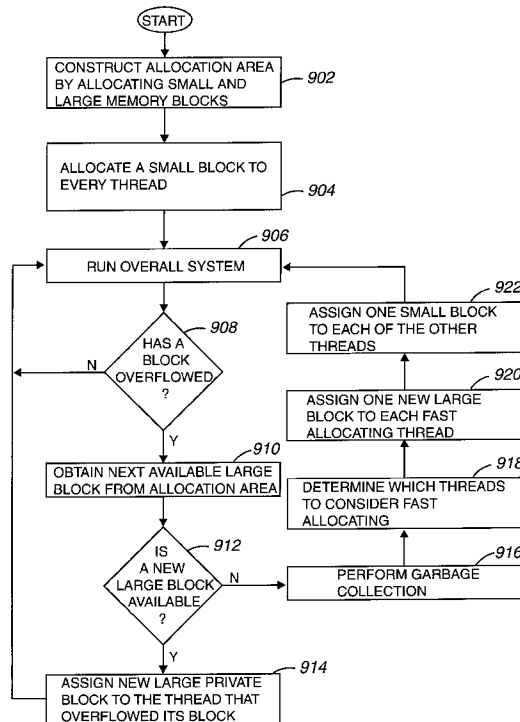 START
CONSTRUCT ALLOCATION AREA
BY ALLOCATING SMALL AND
LARGE MEMORY BLOCKS
902
ALLOCATE A SMALL BLOCK TO
EVERY THREAD
904
906
RUN OVERALL SYSTEM
908
HAS A
BLOCK
OVERFLOWED
?
N
Y
910
OBTAIN NEXT AVAILABLE LARGE
BLOCK FROM ALLOCATION AREA
912
IS
A NEW
LARGE BLOCK
AVAILABLE
?
N
Y
914
ASSIGN NEW LARGE PRIVATE
BLOCK TO THE THREAD THAT
OVERFLOWED ITS BLOCK
916
PERFORM GARBAGE
COLLECTION
918
DETERMINE WHICH THREADS
TO CONSIDER FAST
ALLOCATING
920
ASSIGN ONE NEW LARGE
BLOCK TO EACH FAST
ALLOCATING THREAD
922
ASSIGN ONE SMALL BLOCK
TO EACH OF THE OTHER
THREADS